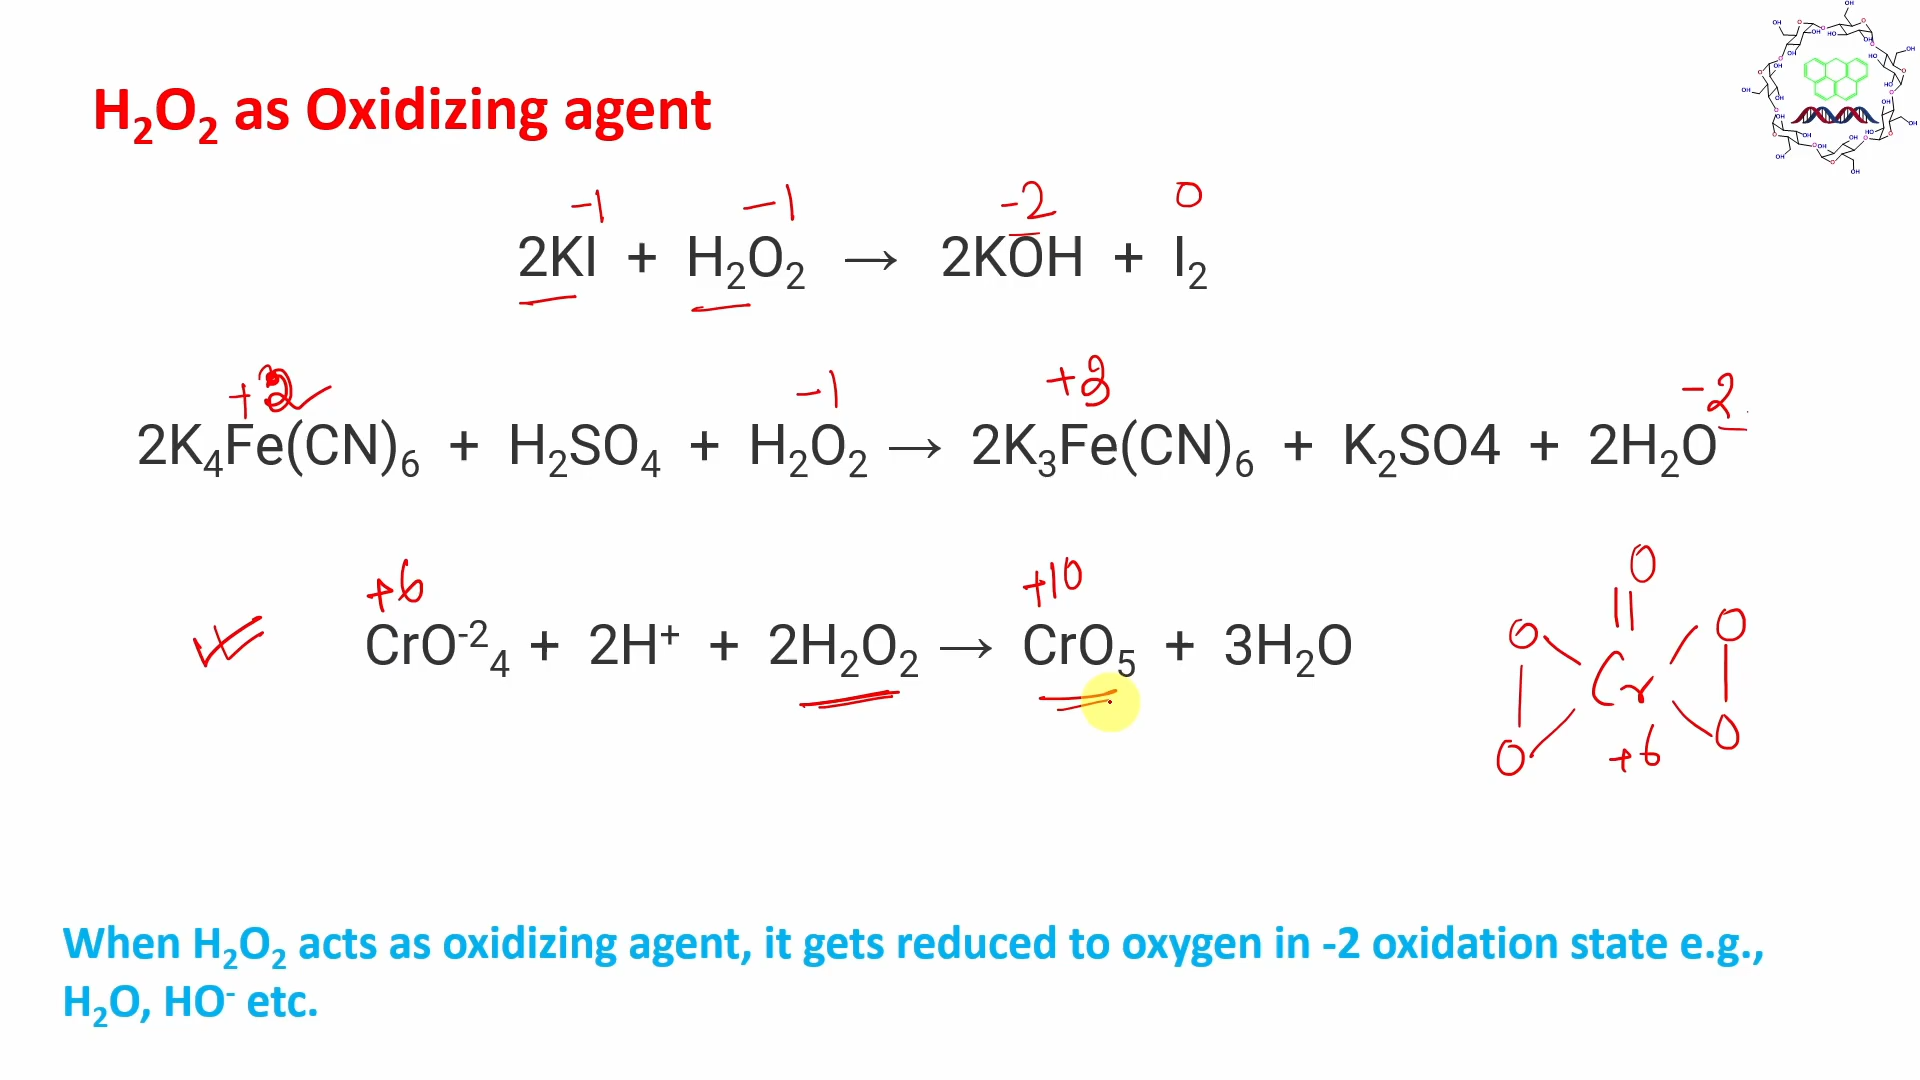 H₂O₂ as Oxidizing agent
-1 -1 -2 0
2KI + H₂O₂ → 2KOH + I₂
+2 -1 +3 -2
2K₄Fe(CN)₆ + H₂SO₄ + H₂O₂ → 2K₃Fe(CN)₆ + K₂SO4 + 2H₂O
+6 +10
CrO⁻²₄ + 2H⁺ + 2H₂O₂ → CrO₅ + 3H₂O
O
O O
Cr
O O
+6
When H₂O₂ acts as oxidizing agent, it gets reduced to oxygen in -2 oxidation state e.g.,
H₂O, HO⁻ etc.